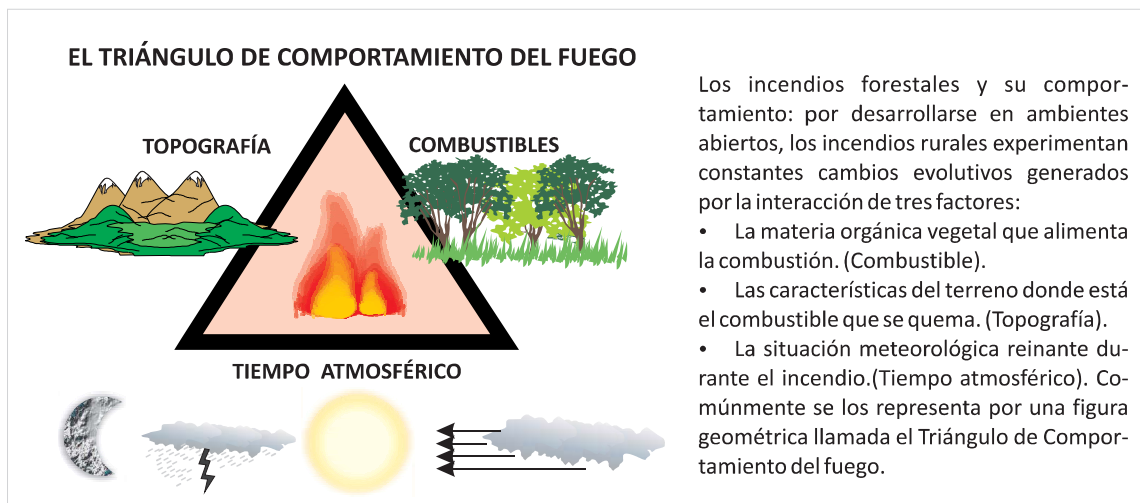 EL TRIÁNGULO DE COMPORTAMIENTO DEL FUEGO
TOPOGRAFÍA
COMBUSTIBLES
TIEMPO ATMOSFÉRICO
Los incendios forestales y su compor-
tamiento: por desarrollarse en ambientes
abiertos, los incendios rurales experimentan
constantes cambios evolutivos generados
por la interacción de tres factores:
• La materia orgánica vegetal que alimenta
la combustión. (Combustible).
• Las características del terreno donde está
el combustible que se quema. (Topografía).
• La situación meteorológica reinante du-
rante el incendio.(Tiempo atmosférico). Co-
múnmente se los representa por una figura
geométrica llamada el Triángulo de Compor-
tamiento del fuego.